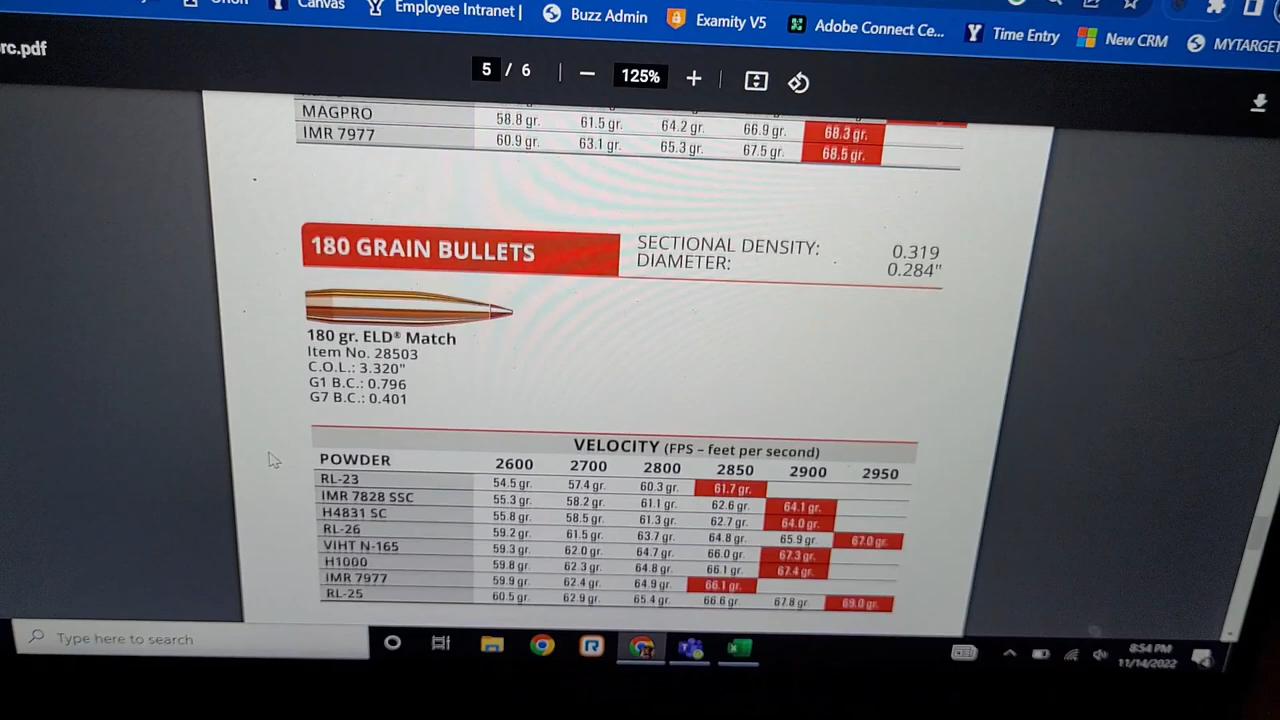 Canvas
Employee Intranet |
Buzz Admin
Examity V5
Adobe Connect Ce...
Time Entry
New CRM
MYTARGET
rc.pdf
5 / 6
125%
MAGPRO 58.8 gr. 61.5 gr. 64.2 gr. 66.9 gr. 68.3 gr.
IMR 7977 60.9 gr. 63.1 gr. 65.3 gr. 67.5 gr. 68.5 gr.
180 GRAIN BULLETS
SECTIONAL DENSITY: 0.319
DIAMETER: 0.284"
180 gr. ELD® Match
Item No. 28503
C.O.L.: 3.320"
G1 B.C.: 0.796
G7 B.C.: 0.401
VELOCITY (FPS – feet per second)
POWDER 2600 2700 2800 2850 2900 2950
RL-23 54.5 gr. 57.4 gr. 60.3 gr. 61.7 gr.
IMR 7828 SSC 55.3 gr. 58.2 gr. 61.1 gr. 62.6 gr. 64.1 gr.
H4831 SC 55.8 gr. 58.5 gr. 61.3 gr. 62.7 gr. 64.0 gr.
RL-26 59.2 gr. 61.5 gr. 63.7 gr. 64.8 gr. 65.9 gr. 67.0 gr.
VIHT N-165 59.3 gr. 62.0 gr. 64.7 gr. 66.0 gr. 67.3 gr.
H1000 59.8 gr. 62.3 gr. 64.8 gr. 66.1 gr. 67.4 gr.
IMR 7977 59.9 gr. 62.4 gr. 64.9 gr. 66.1 gr.
RL-25 60.5 gr. 62.9 gr. 65.4 gr. 66.6 gr. 67.8 gr. 69.0 gr.
Type here to search
8:54 PM
11/14/2022